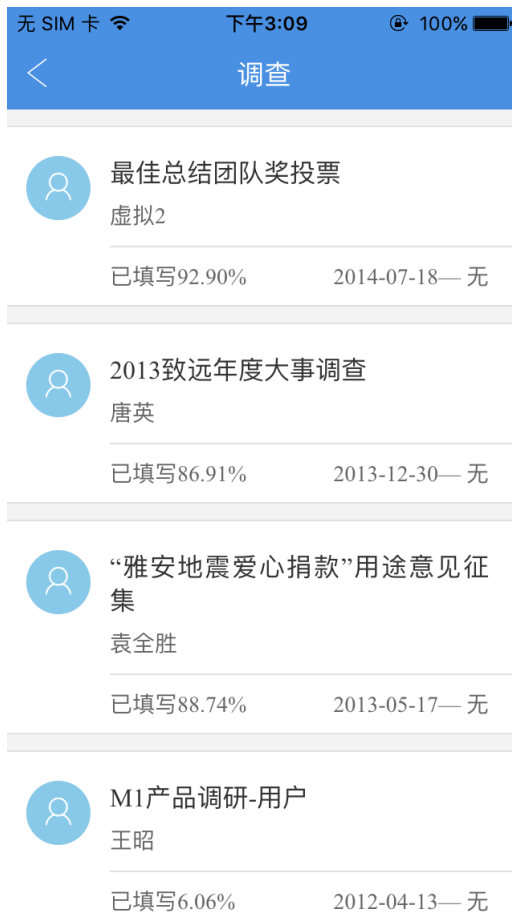 无 SIM 卡 下午3:09 100%
调查
最佳总结团队奖投票
虚拟2
已填写92.90% 2014-07-18— 无
2013致远年度大事调查
唐英
已填写86.91% 2013-12-30— 无
“雅安地震爱心捐款”用途意见征
集
袁全胜
已填写88.74% 2013-05-17— 无
M1产品调研-用户
王昭
已填写6.06% 2012-04-13— 无